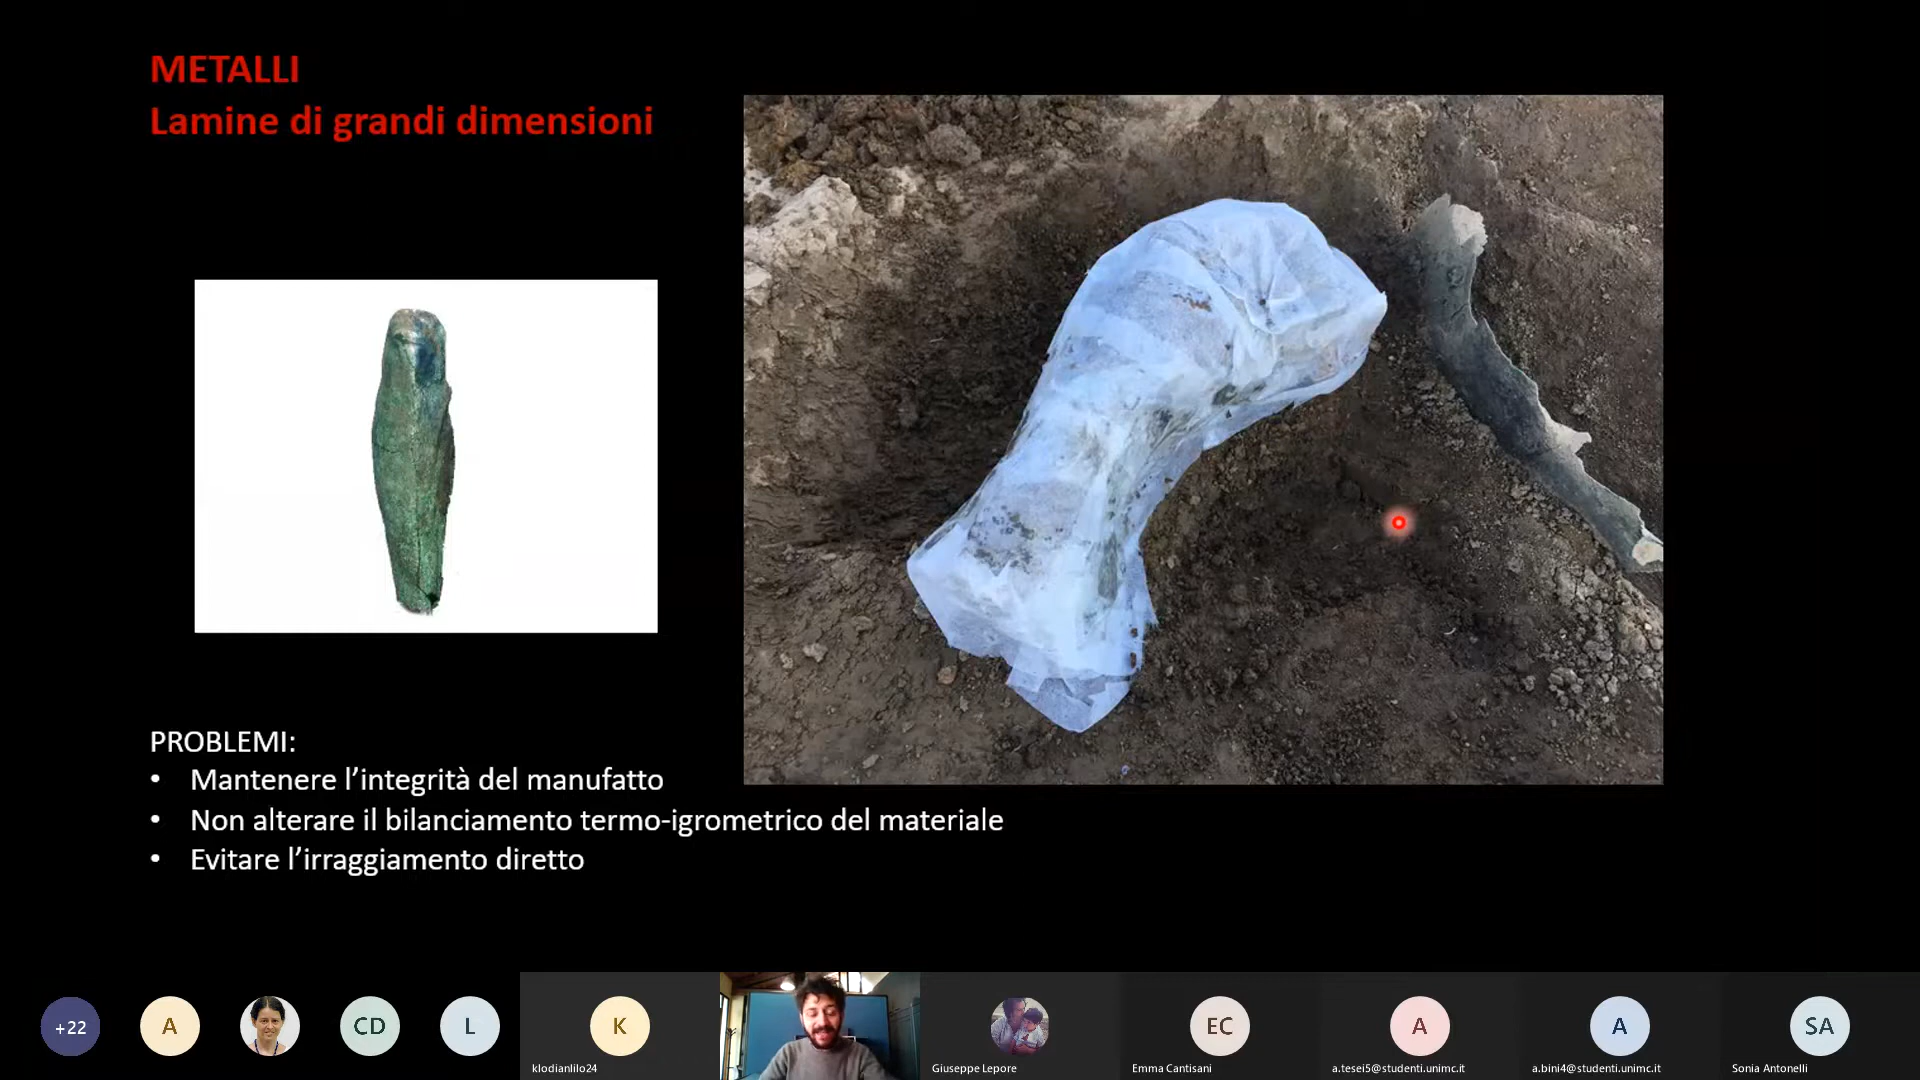 METALLI
Lamine di grandi dimensioni
PROBLEMI:
• Mantenere l’integrità del manufatto
• Non alterare il bilanciamento termo-igrometrico del materiale
• Evitare l’irraggiamento diretto
+22
A
CD
L
K
EC
A
A
SA
klodianlilo24
Giuseppe Lepore
Emma Cantisani
a.tesei5@studenti.unimc.it
a.bini4@studenti.unimc.it
Sonia Antonelli